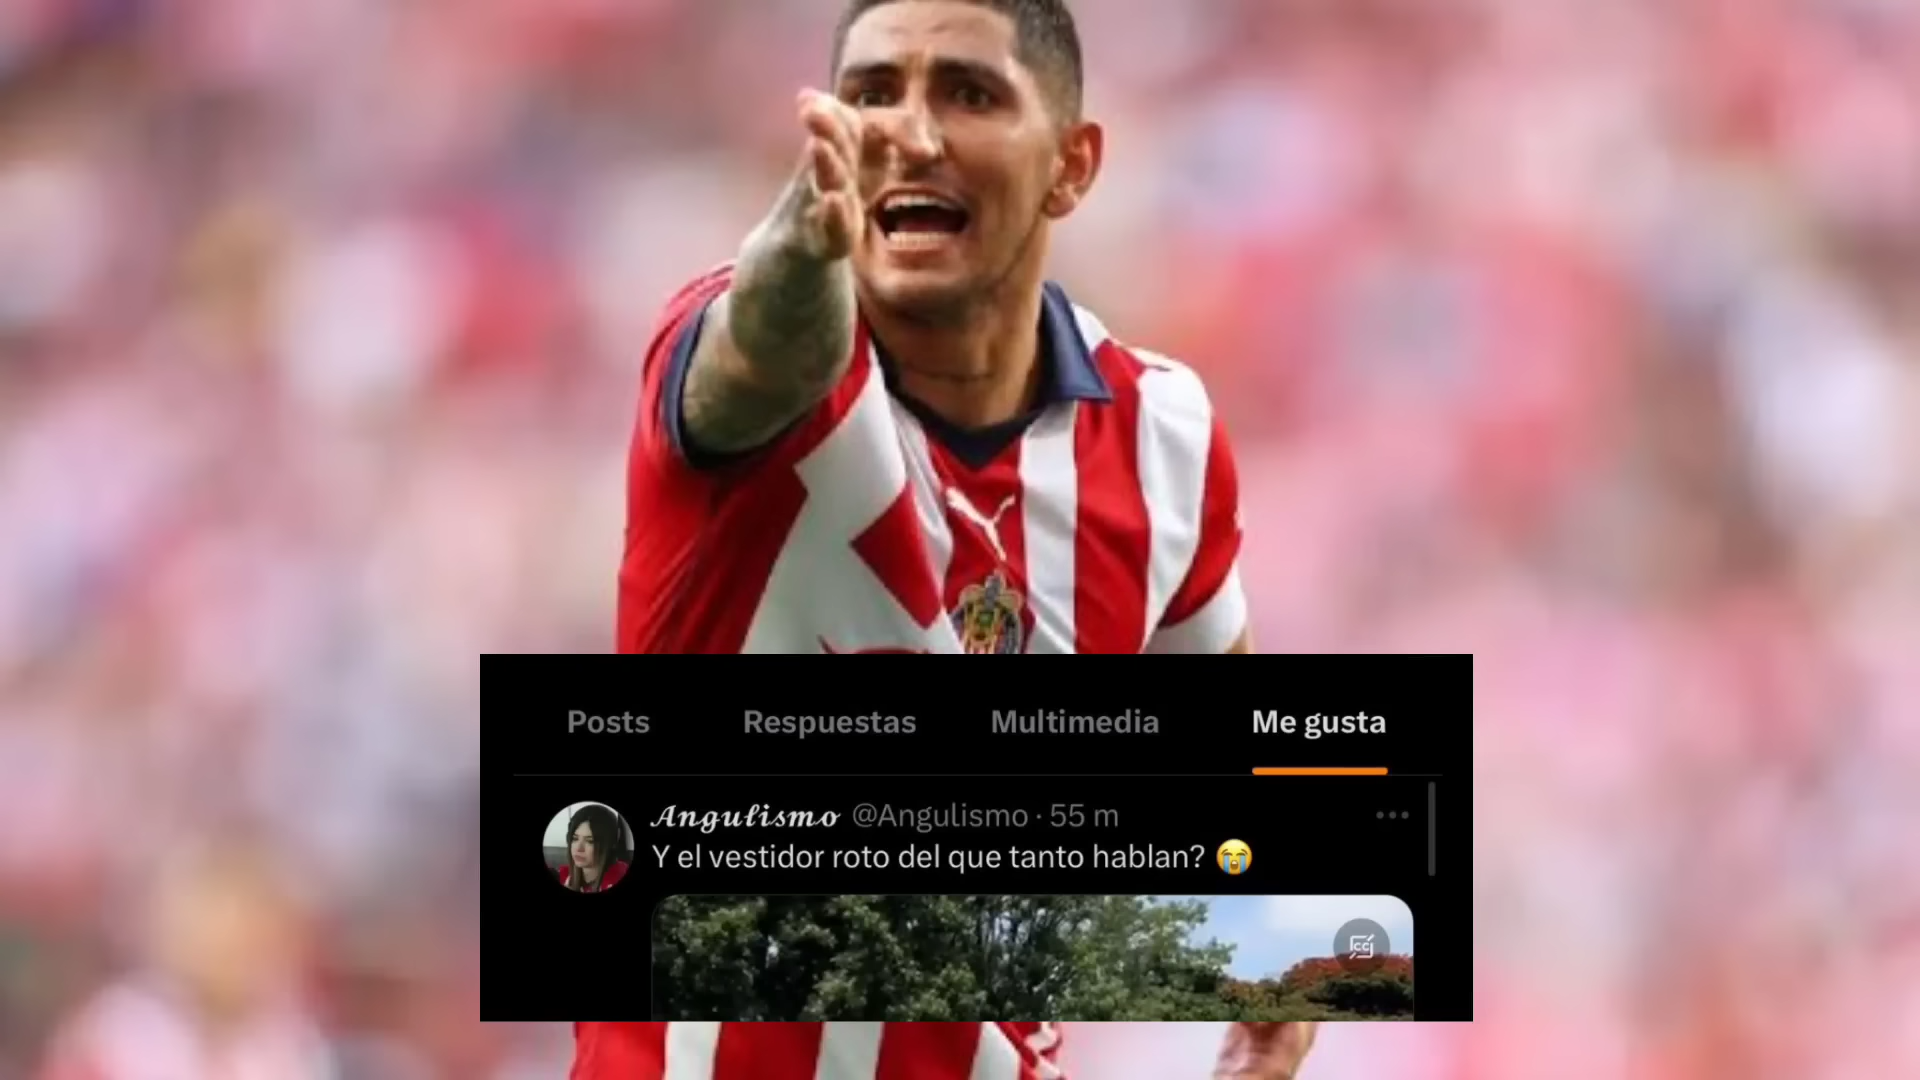 Posts Respuestas Multimedia Me gusta
Angulismo @Angulismo · 55 m
Y el vestidor roto del que tanto hablan? 😭